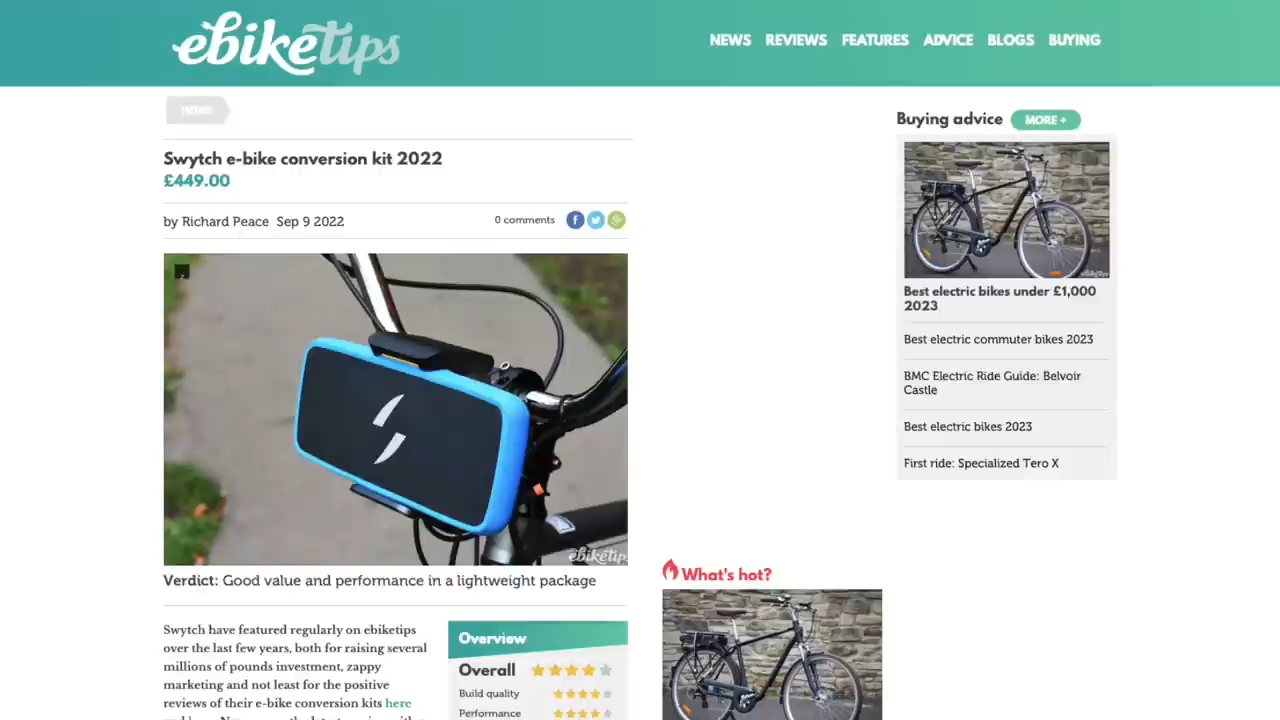 ebiketips
NEWS REVIEWS FEATURES ADVICE BLOGS BUYING
HOME
Swytch e-bike conversion kit 2022
£449.00
by Richard Peace Sep 9 2022
0 comments
ebiketips
Verdict: Good value and performance in a lightweight package
Swytch have featured regularly on ebiketips
over the last few years, both for raising several
millions of pounds investment, zappy
marketing and not least for the positive
reviews of their e-bike conversion kits here
Overview
Overall
Build quality
Performance
What's hot?
Buying advice MORE +
ebiketips
Best electric bikes under £1,000
2023
Best electric commuter bikes 2023
BMC Electric Ride Guide: Belvoir
Castle
Best electric bikes 2023
First ride: Specialized Tero X